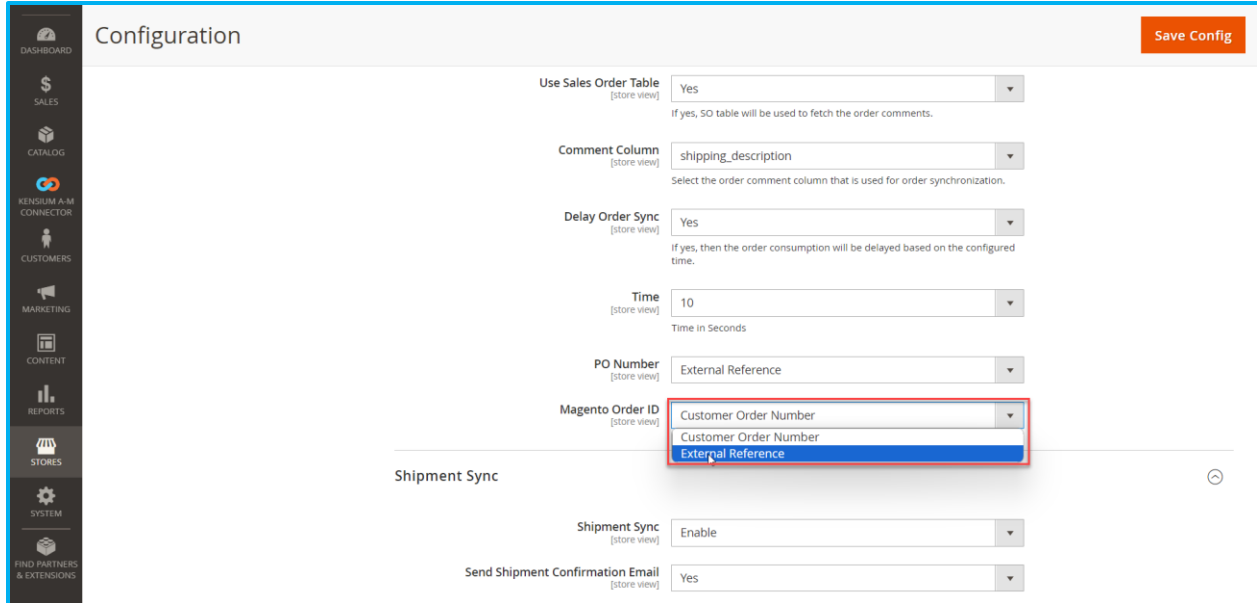 DASHBOARD
SALES
CATALOG
KENSIUM A-M
CONNECTOR
CUSTOMERS
MARKETING
CONTENT
REPORTS
STORES
SYSTEM
FIND PARTNERS
& EXTENSIONS
Configuration
Save Config
Use Sales Order Table
[store view]
Yes
If yes, SO table will be used to fetch the order comments.
Comment Column
[store view]
shipping_description
Select the order comment column that is used for order synchronization.
Delay Order Sync
[store view]
Yes
If yes, then the order consumption will be delayed based on the configured
time.
Time
[store view]
10
Time in Seconds
PO Number
[store view]
External Reference
Magento Order ID
[store view]
Customer Order Number
Customer Order Number
External Reference
Shipment Sync
Shipment Sync
[store view]
Enable
Send Shipment Confirmation Email
[store view]
Yes